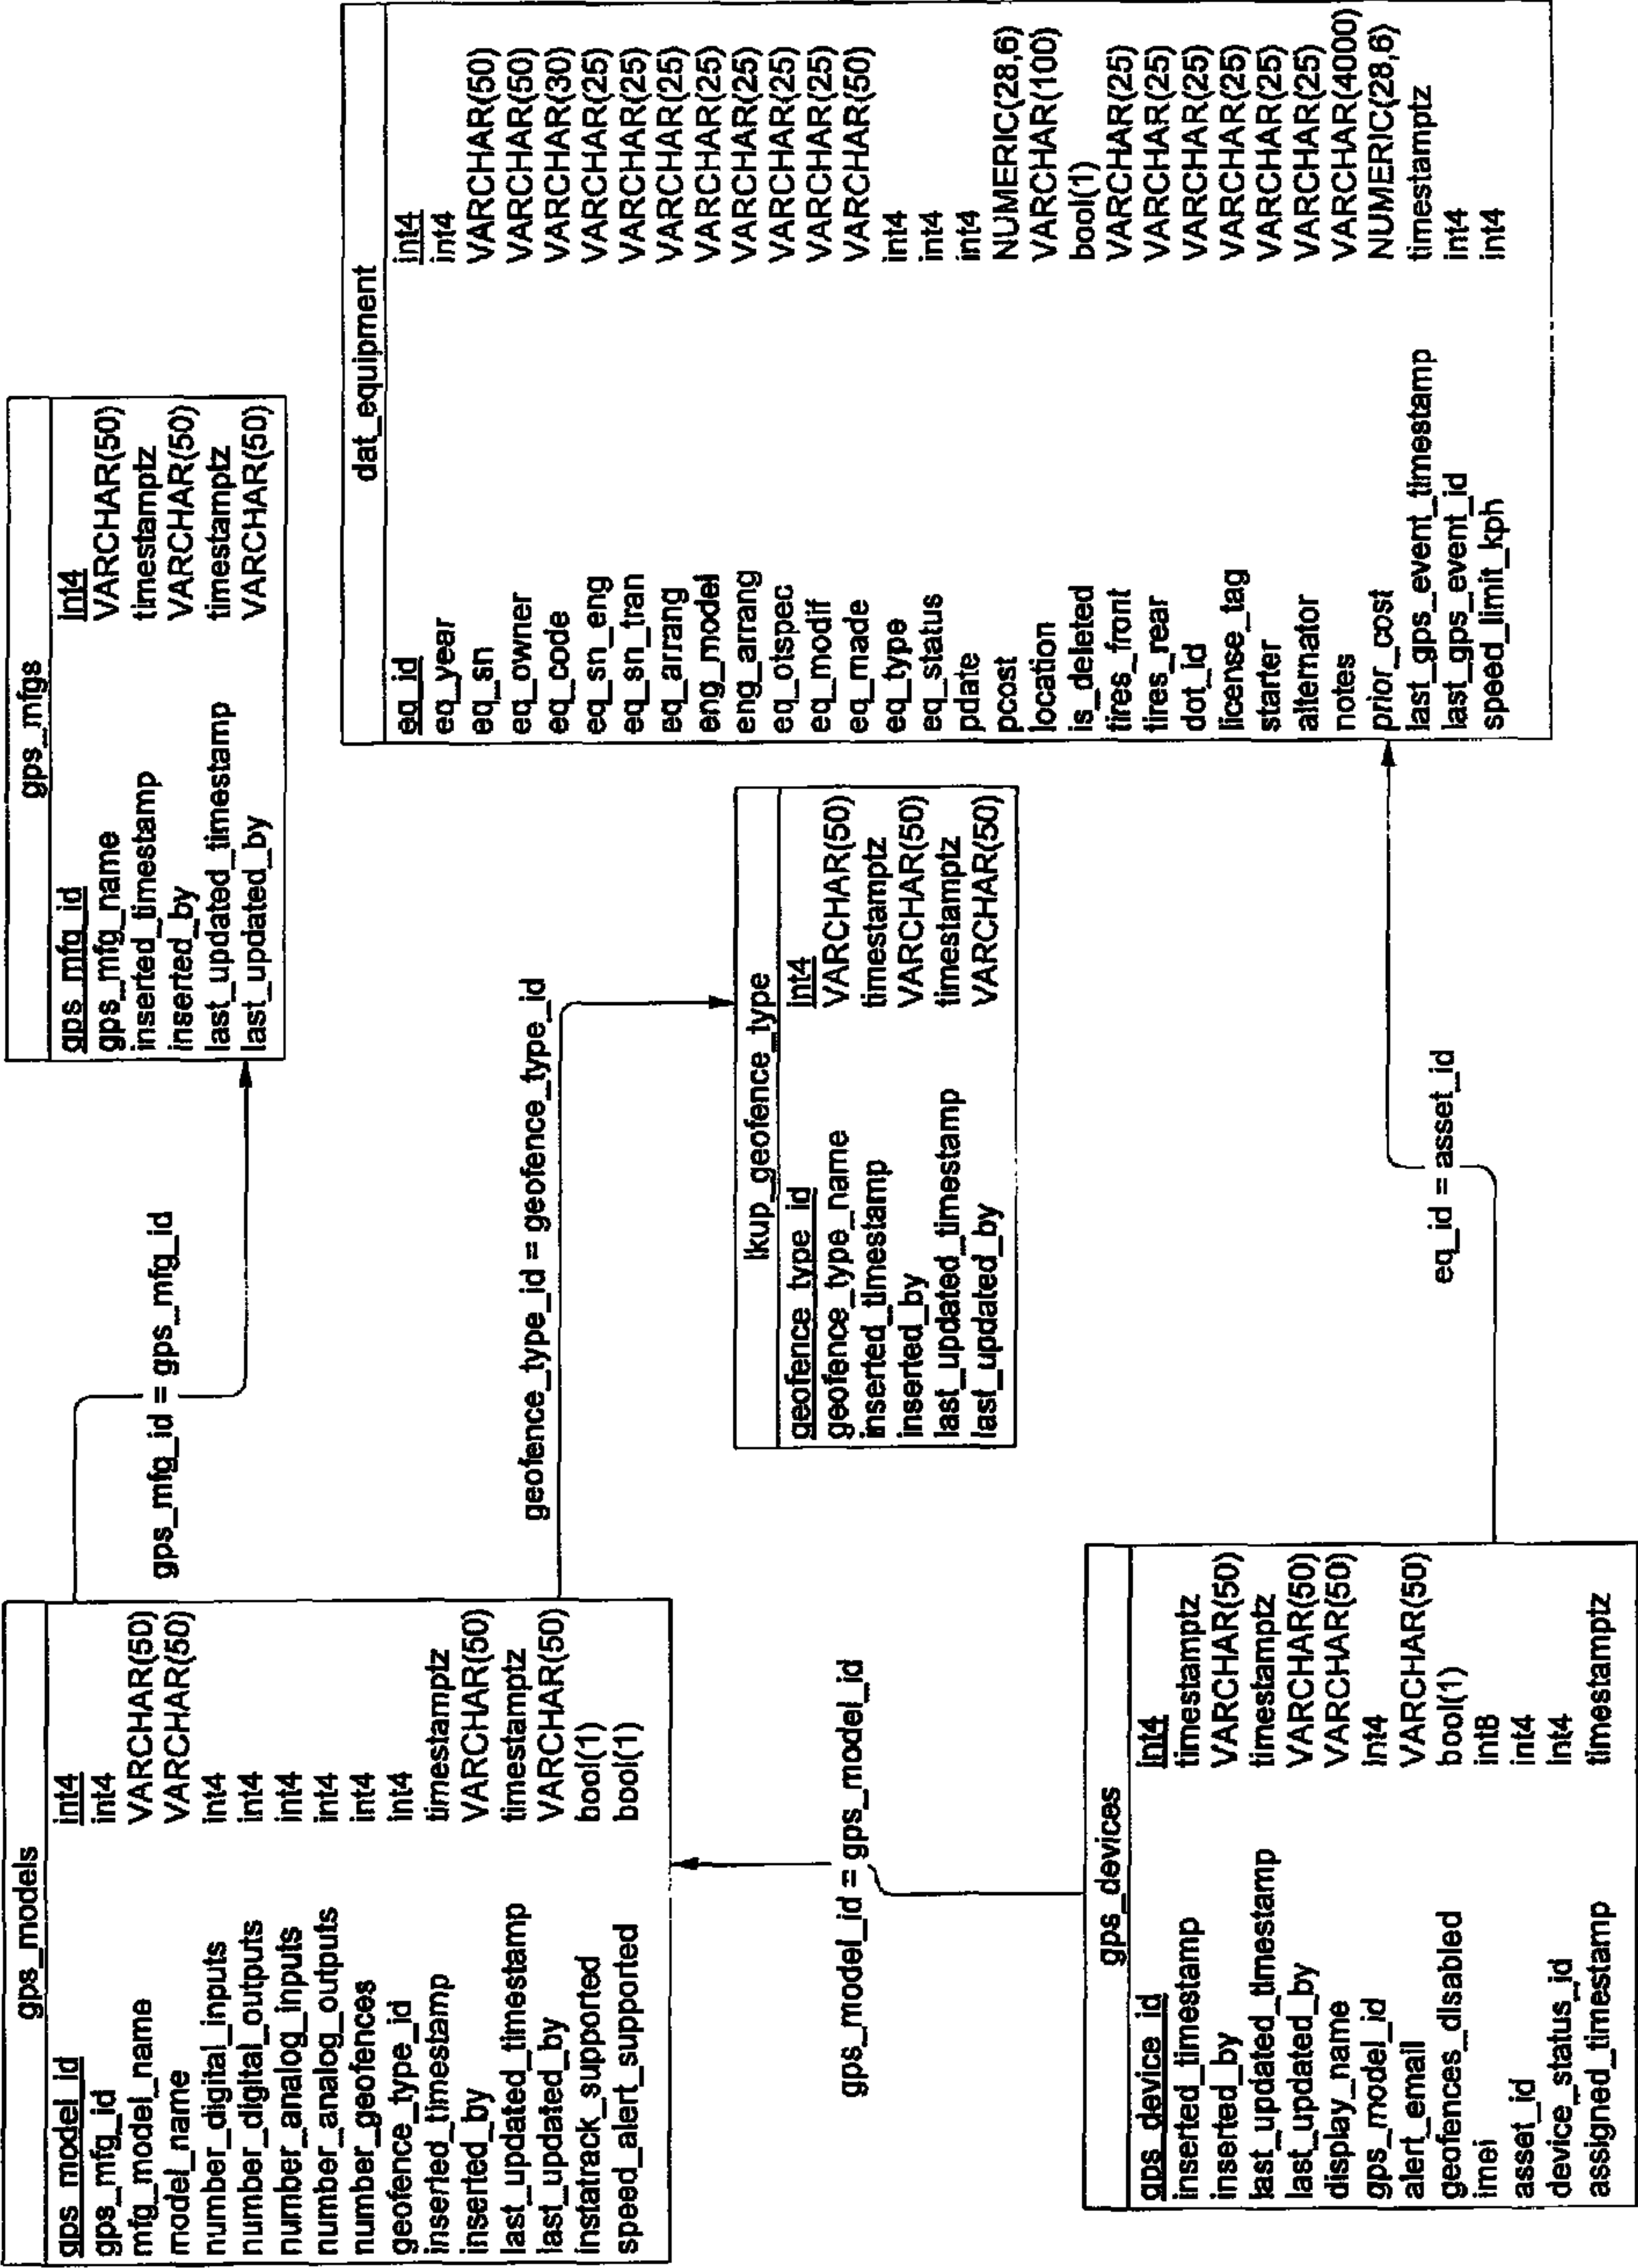 gps_models
gps_model_id int4
gps_mfg_id int4
mfg_model_name VARCHAR(50)
model_name VARCHAR(50)
number_digital_inputs int4
number_digital_outputs int4
number_analog_inputs int4
number_analog_outputs int4
number_geofences int4
geofence_type_id int4
inserted_timestamp timestamptz
inserted_by VARCHAR(50)
last_updated_timestamp timestamptz
last_updated_by VARCHAR(50)
instatrack_supported bool(1)
speed_alert_supported bool(1)
gps_mfg_id = gps_mfg_id
gps_mfgs
gps_mfg_id int4
gps_mfg_name VARCHAR(50)
inserted_timestamp timestamptz
inserted_by VARCHAR(50)
last_updated_timestamp timestamptz
last_updated_by VARCHAR(50)
geofence_type_id = geofence_type_id
lkup_geofence_type
geofence_type_id int4
geofence_type_name VARCHAR(50)
inserted_timestamp timestamptz
inserted_by VARCHAR(50)
last_updated_timestamp timestamptz
last_updated_by VARCHAR(50)
gps_model_id = gps_model_id
gps_devices
gps_device_id int4
inserted_timestamp timestamptz
inserted_by VARCHAR(50)
last_updated_timestamp timestamptz
last_updated_by VARCHAR(50)
display_name VARCHAR(50)
gps_model_id int4
alert_email VARCHAR(50)
geofences_disabled bool(1)
imei int8
asset_id int4
device_status_id int4
assigned_timestamp timestamptz
eq_id = asset_id
dat_equipment
eq_id int4
eq_year int4
eq_sn VARCHAR(50)
eq_owner VARCHAR(50)
eq_code VARCHAR(30)
eq_sn_eng VARCHAR(25)
eq_sn_tran VARCHAR(25)
eq_arrang VARCHAR(25)
eng_model VARCHAR(25)
eng_arrang VARCHAR(25)
eq_otspec VARCHAR(25)
eq_modif VARCHAR(25)
eq_made VARCHAR(50)
eq_type int4
eq_status int4
pdate int4
pcost NUMERIC(28,6)
location VARCHAR(100)
is_deleted bool(1)
tires_front VARCHAR(25)
tires_rear VARCHAR(25)
dot_id VARCHAR(25)
license_tag VARCHAR(25)
starter VARCHAR(25)
alternator VARCHAR(25)
notes VARCHAR(4000)
prior_cost NUMERIC(28,6)
last_gps_event_timestamp timestamptz
last_gps_event_id int4
speed_limit_kph int4